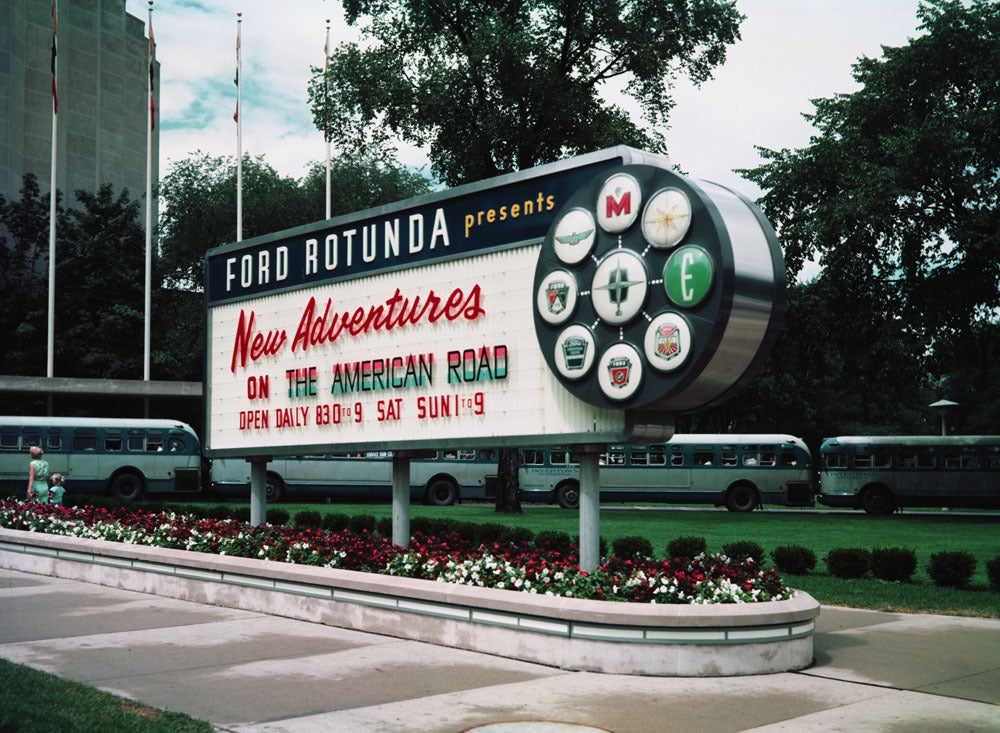 FORD ROTUNDA presents
New Adventures
ON THE AMERICAN ROAD
OPEN DAILY 830 TO 9 SAT SUN 1 TO 9
M
E
FORD